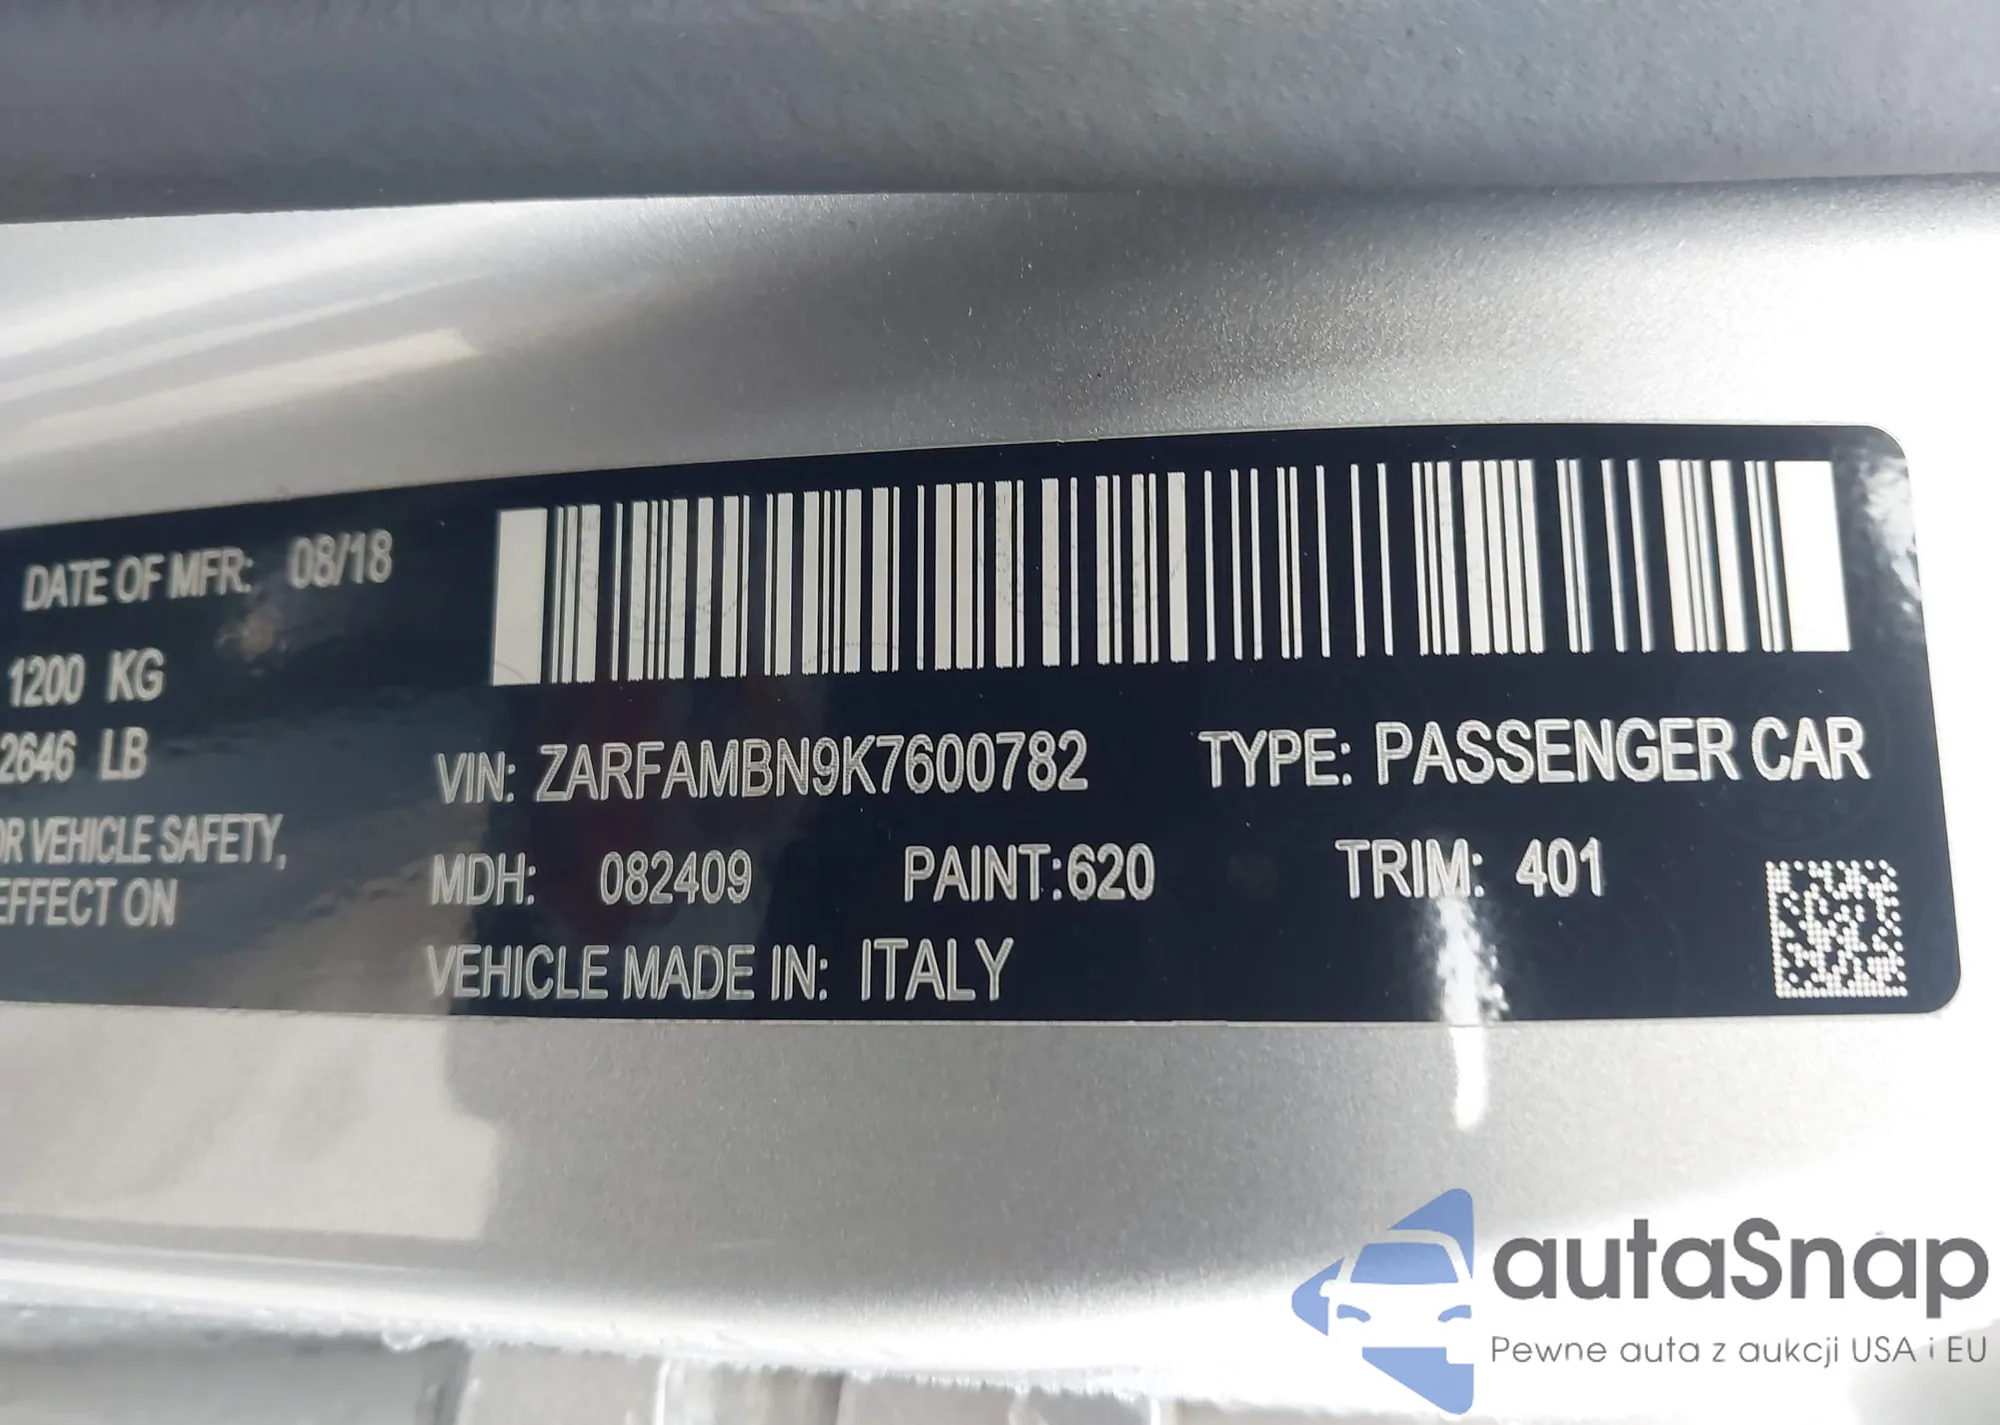 DATE OF MFR: 08/18
1200 KG
2646 LB
OR VEHICLE SAFETY,
EFFECT ON
VIN: ZARFAMBN9K7600782 TYPE: PASSENGER CAR
MDH: 082409 PAINT:620 TRIM: 401
VEHICLE MADE IN: ITALY
autaSnap
Pewne auta z aukcji USA i EU